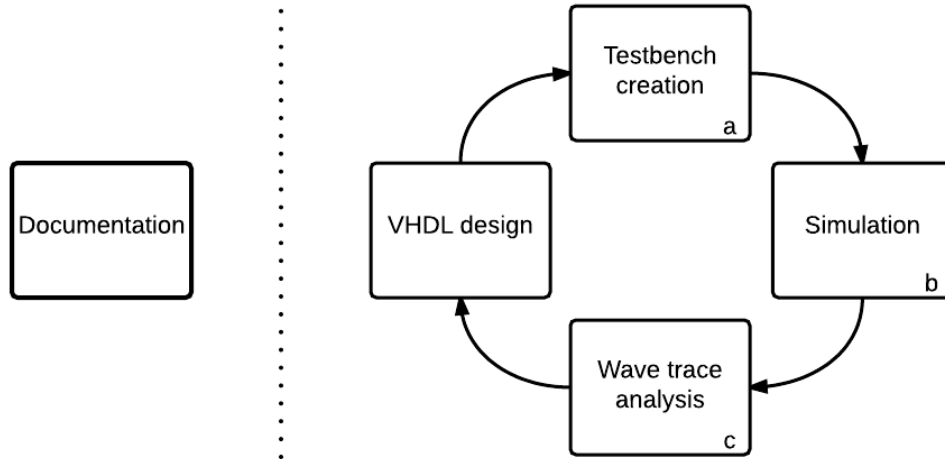 Testbench
creation
a
Documentation
VHDL design
Simulation
b
Wave trace
analysis
c